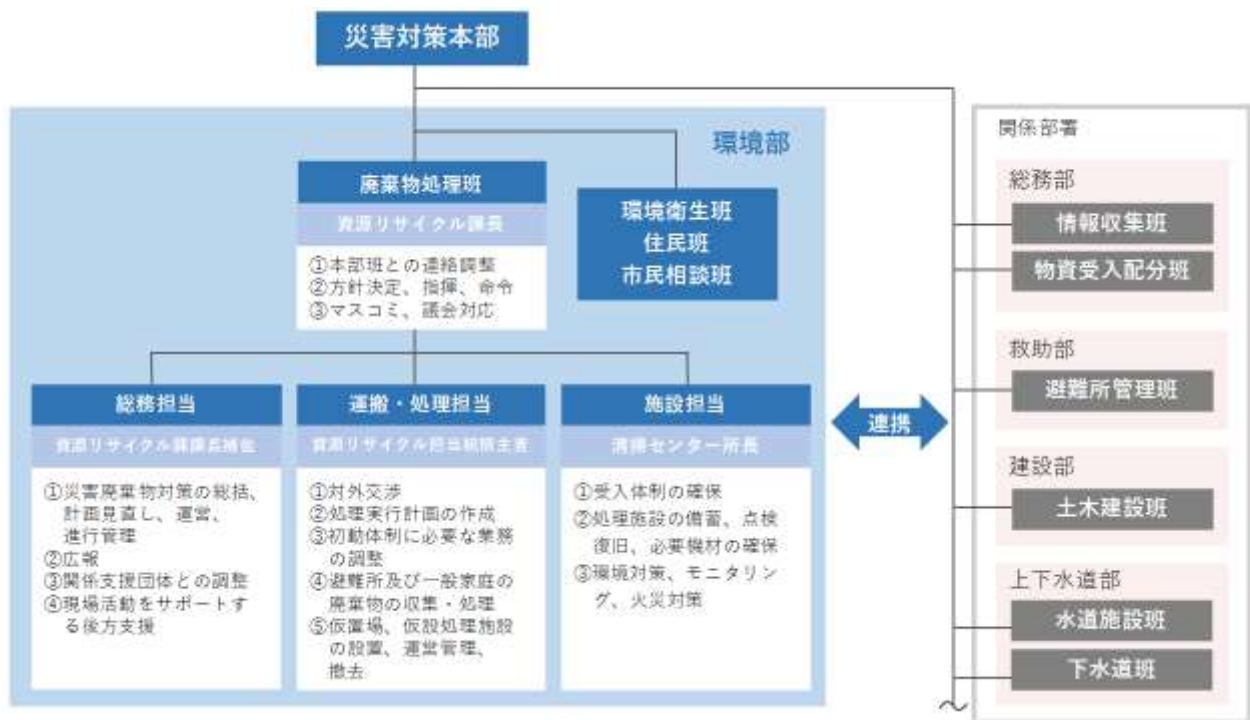 災害対策本部
環境部
廃棄物処理班
資源リサイクル課長
①本部班との連絡調整
②方針決定、指揮、命令
③マスコミ、議会対応
環境衛生班
住民班
市民相談班
総務担当
資源リサイクル課課長補佐
①災害廃棄物対策の総括、
計画見直し、運営、
進行管理
②広報
③関係支援団体との調整
④現場活動をサポートす
る後方支援
運搬・処理担当
資源リサイクル担当統括主査
①対外交渉
②処理実行計画の作成
③初動体制に必要な業務
の調整
④避難所及び一般家庭の
廃棄物の収集・処理
⑤仮置場、仮設処理施設
の設置、運営管理、
撤去
施設担当
清掃センター所長
①受入体制の確保
②処理施設の備蓄、点検
復旧、必要機材の確保
③環境対策、モニタリン
グ、火災対策
連携
関係部署
総務部
情報収集班
物資受入配分班
救助部
避難所管理班
建設部
土木建設班
上下水道部
水道施設班
下水道班